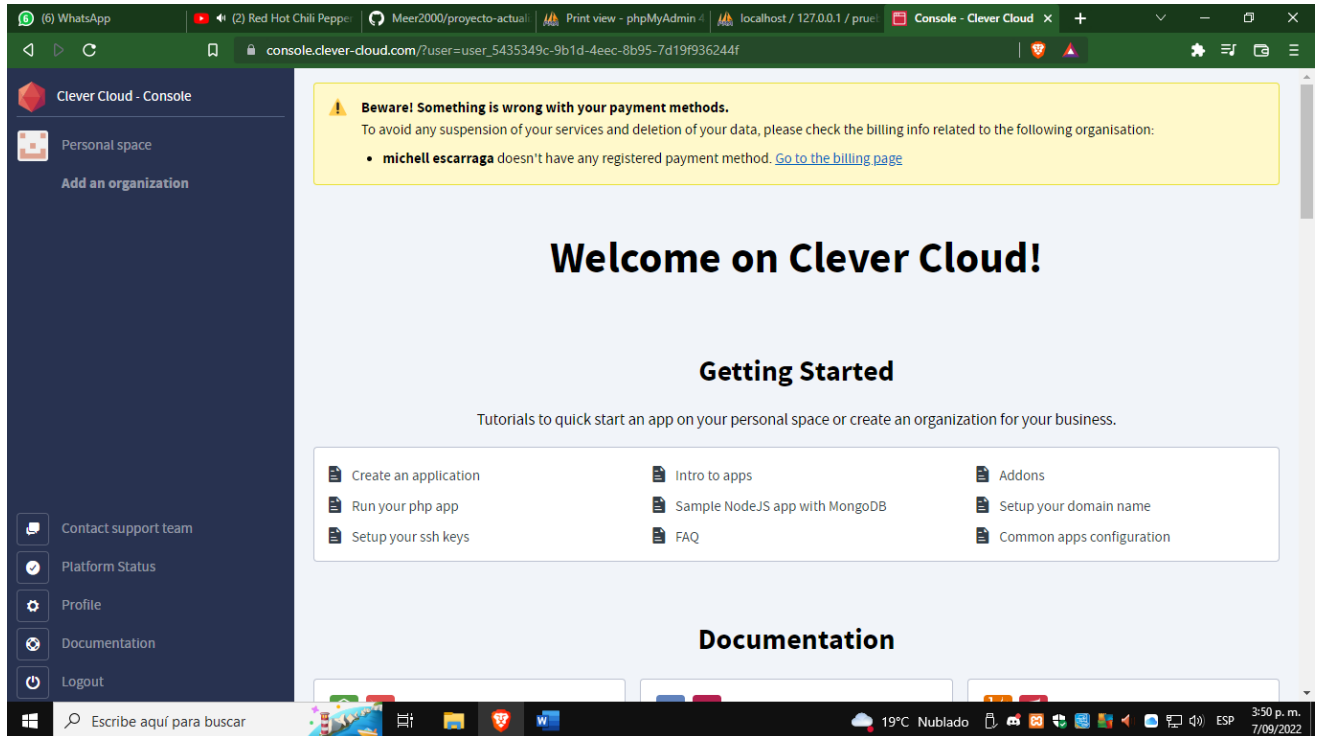 (6) WhatsApp
(2) Red Hot Chili Pepper
Meer2000/proyecto-actuali
Print view - phpMyAdmin 4
localhost / 127.0.0.1 / prueb
Console - Clever Cloud
console.clever-cloud.com/?user=user_5435349c-9b1d-4eec-8b95-7d19f936244f
Clever Cloud - Console
Personal space
Add an organization
Beware! Something is wrong with your payment methods.
To avoid any suspension of your services and deletion of your data, please check the billing info related to the following organisation:
• michell escarraga doesn't have any registered payment method. Go to the billing page
Welcome on Clever Cloud!
Getting Started
Tutorials to quick start an app on your personal space or create an organization for your business.
Create an application
Intro to apps
Addons
Run your php app
Sample NodeJS app with MongoDB
Setup your domain name
Setup your ssh keys
FAQ
Common apps configuration
Documentation
Contact support team
Platform Status
Profile
Documentation
Logout
Escribe aquí para buscar
19°C Nublado
ESP
3:50 p. m.
7/09/2022